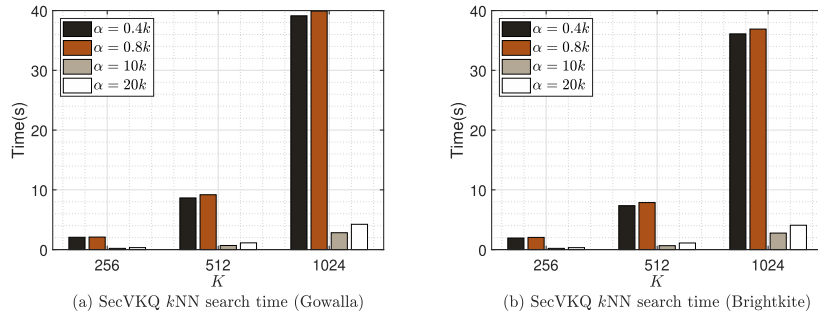 40
30
20
10
0
Time(s)
α = 0.4k
α = 0.8k
α = 10k
α = 20k
256
512
1024
K
(a) SecVKQ kNN search time (Gowalla)
40
30
20
10
0
Time(s)
α = 0.4k
α = 0.8k
α = 10k
α = 20k
256
512
1024
K
(b) SecVKQ kNN search time (Brightkite)